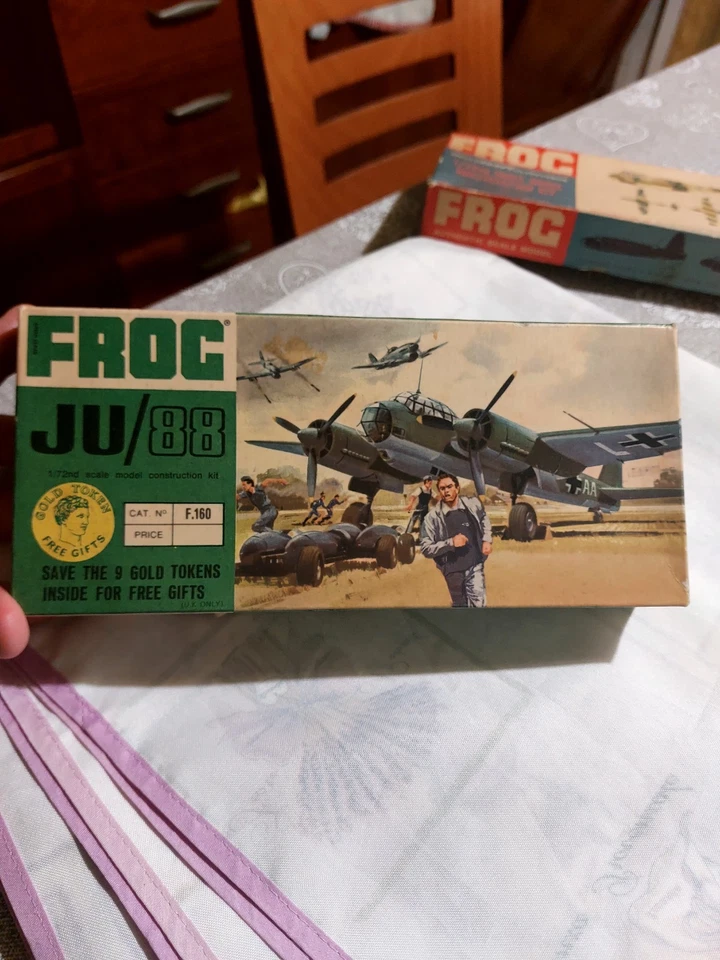 FROG®
JU/88
1/72nd scale model construction kit
GOLD TOKEN
FREE GIFTS
CAT. Nº F.160
PRICE
SAVE THE 9 GOLD TOKENS
INSIDE FOR FREE GIFTS
(U.K. ONLY)
AA
FROG
FROG